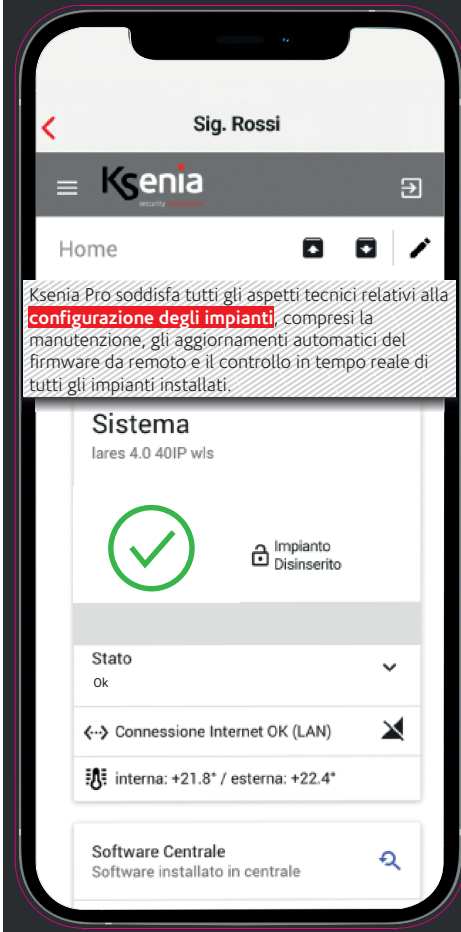 Sig. Rossi
Ksenia
security
Home
Ksenia Pro soddisfa tutti gli aspetti tecnici relativi alla
configurazione degli impianti, compresi la
manutenzione, gli aggiornamenti automatici del
firmware da remoto e il controllo in tempo reale di
tutti gli impianti installati.
Sistema
lares 4.0 40IP wls
Impianto
Disinserito
Stato
Ok
Connessione Internet OK (LAN)
interna: +21.8° / esterna: +22.4°
Software Centrale
Software installato in centrale